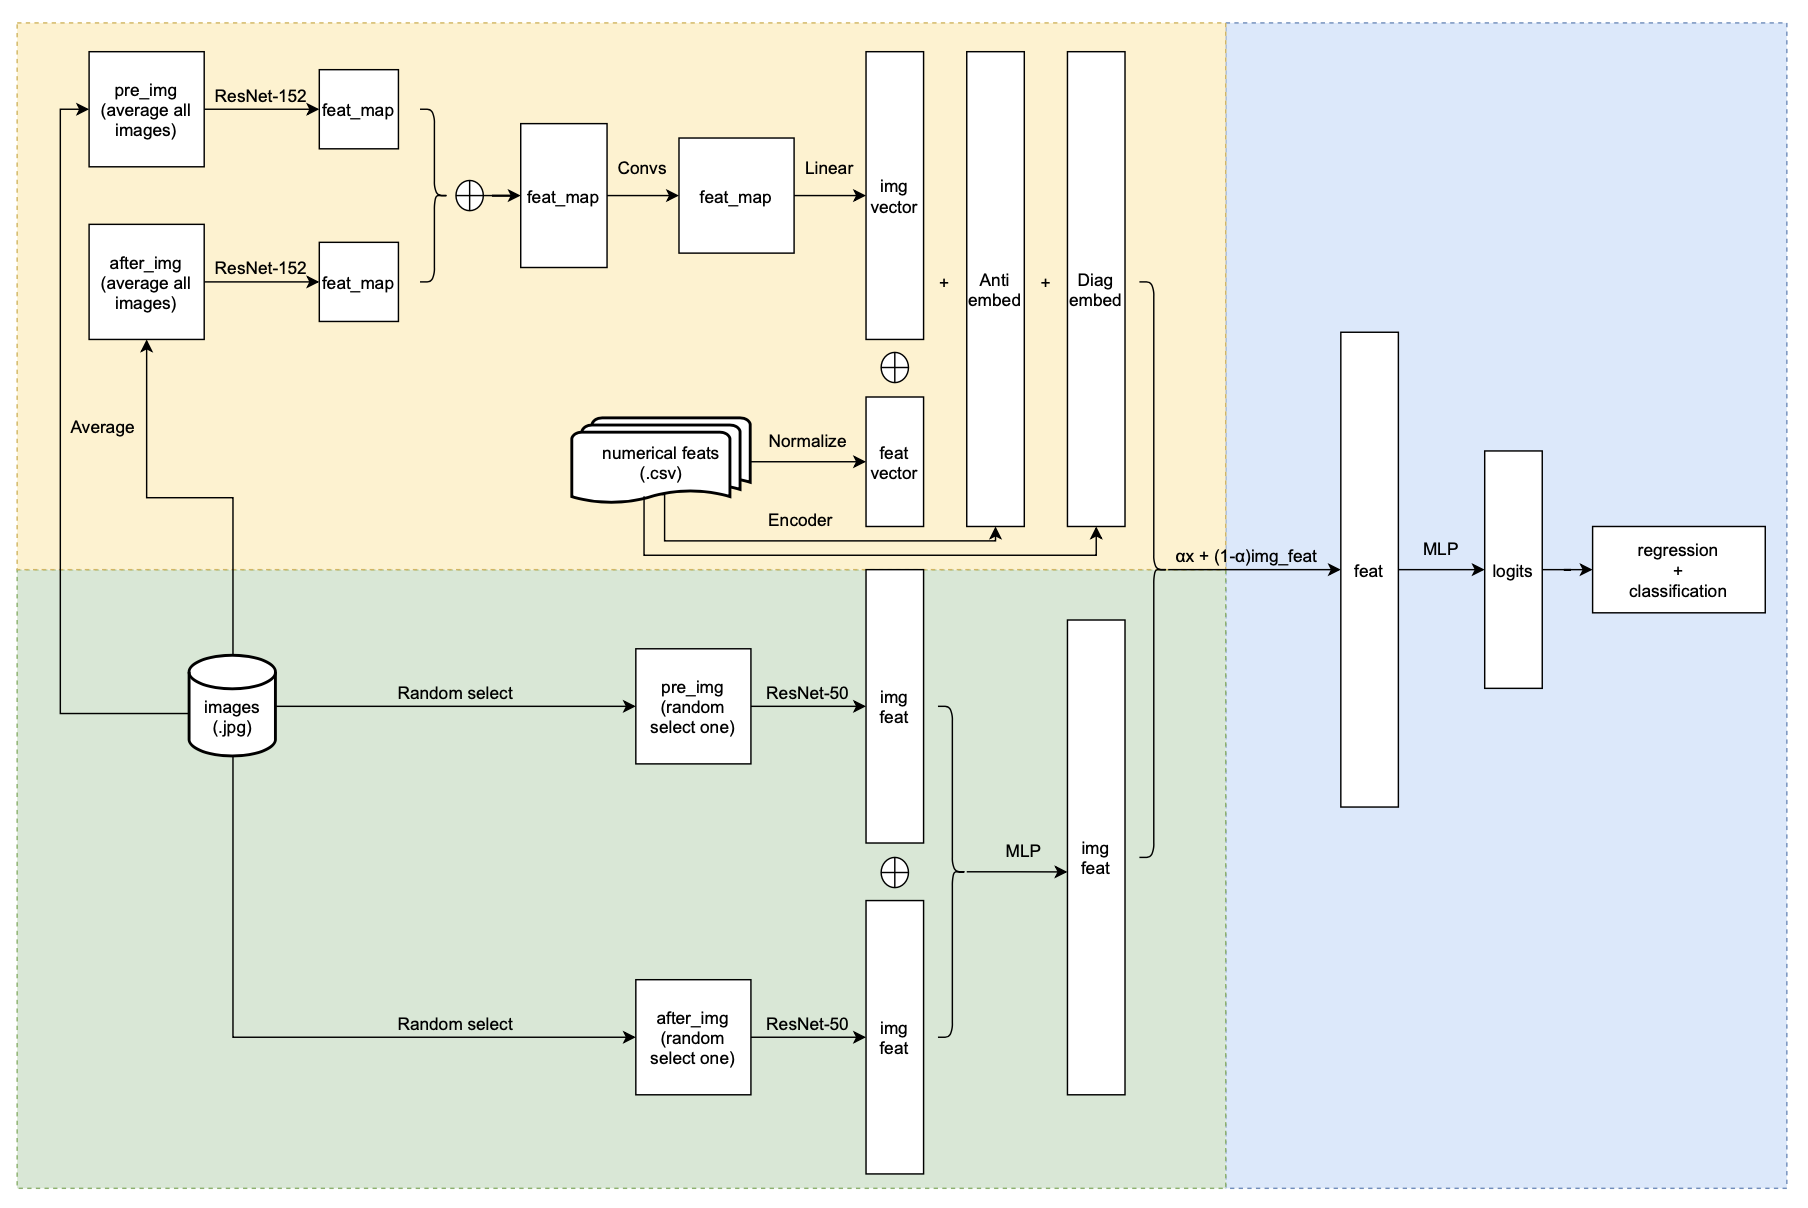 pre_img
(average all
images)
ResNet-152
feat_map
after_img
(average all
images)
ResNet-152
feat_map
feat_map
Convs
feat_map
Linear
img
vector
+
Anti
embed
+
Diag
embed
Average
numerical feats
(.csv)
Normalize
feat
vector
Encoder
images
(.jpg)
Random select
pre_img
(random
select one)
ResNet-50
img
feat
Random select
after_img
(random
select one)
ResNet-50
img
feat
MLP
img
feat
αx + (1-α)img_feat
feat
MLP
logits
regression
+
classification